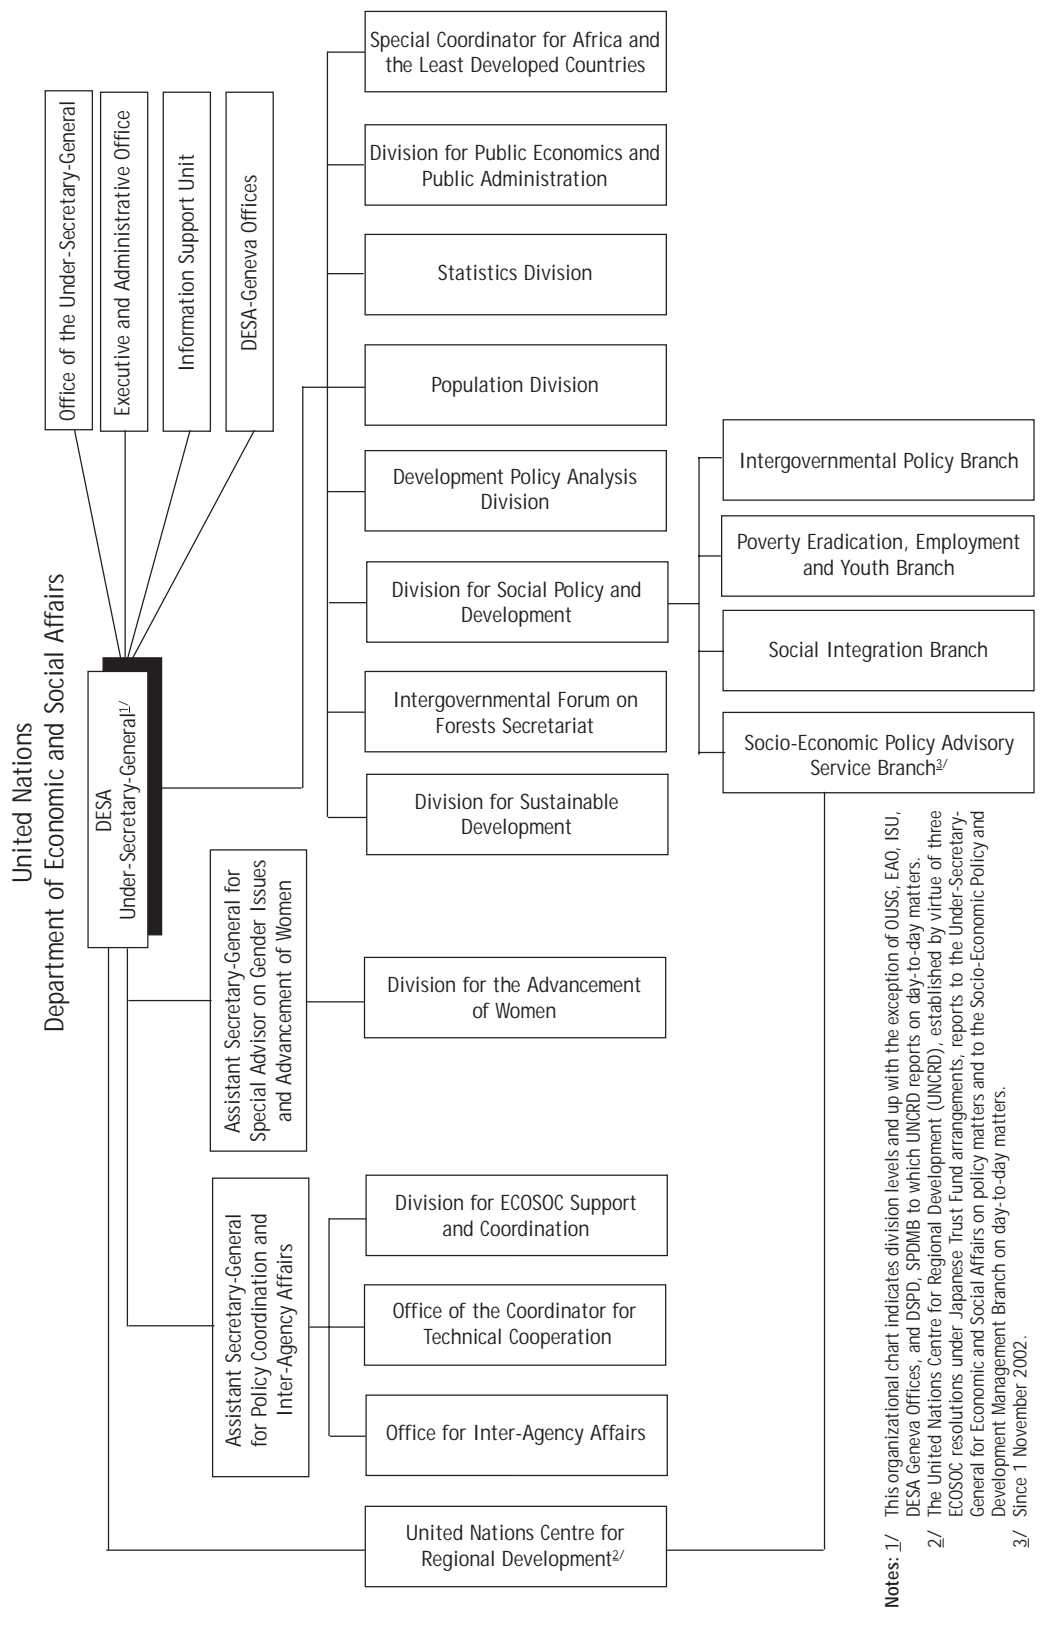 United Nations
Department of Economic and Social Affairs
Office of the Under-Secretary-General
Executive and Administrative Office
Information Support Unit
DESA-Geneva Offices
DESA
Under-Secretary-General1/
Special Coordinator for Africa and
the Least Developed Countries
Division for Public Economics and
Public Administration
Statistics Division
Population Division
Development Policy Analysis
Division
Division for Social Policy and
Development
Intergovernmental Forum on
Forests Secretariat
Division for Sustainable
Development
Intergovernmental Policy Branch
Poverty Eradication, Employment
and Youth Branch
Social Integration Branch
Socio-Economic Policy Advisory
Service Branch3/
Assistant Secretary-General for
Special Advisor on Gender Issues
and Advancement of Women
Division for the Advancement
of Women
Assistant Secretary-General
for Policy Coordination and
Inter-Agency Affairs
Division for ECOSOC Support
and Coordination
Office of the Coordinator for
Technical Cooperation
Office for Inter-Agency Affairs
United Nations Centre for
Regional Development2/
Notes: 1/ This organizational chart indicates division levels and up with the exception of OUSG, EAO, ISU,
DESA Geneva Offices, and DSPD, SPDMB to which UNCRD reports on day-to-day matters.
2/ The United Nations Centre for Regional Development (UNCRD), established by virtue of three
ECOSOC resolutions under Japanese Trust Fund arrangements, reports to the Under-Secretary-
General for Economic and Social Affairs on policy matters and to the Socio-Economic Policy and
Development Management Branch on day-to-day matters.
3/ Since 1 November 2002.